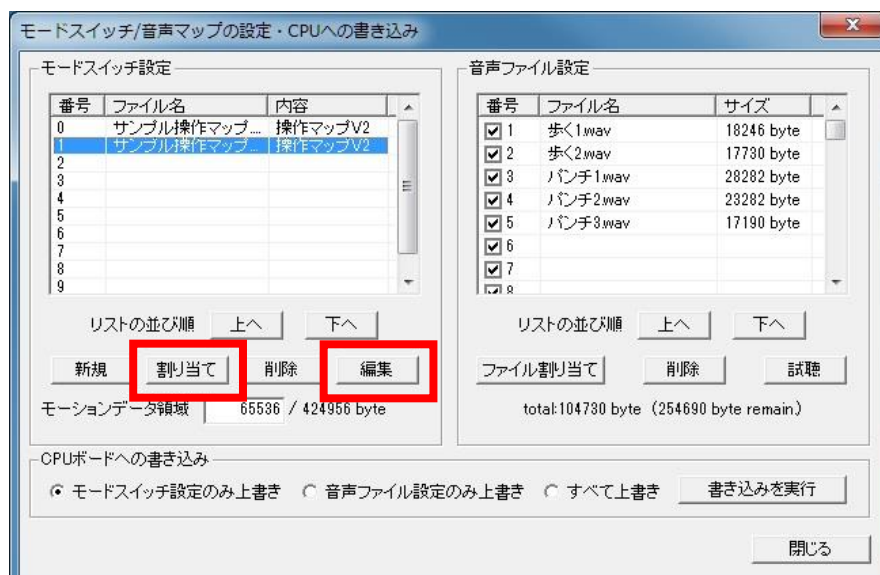 モードスイッチ/音声マップの設定・CPUへの書き込み
モードスイッチ設定
番号 ファイル名 内容
0 サンプル操作マップ... 操作マップV2
1 サンプル操作マップ... 操作マップV2
2
3
4
5
6
7
8
9
リストの並び順 上へ 下へ
新規 割り当て 削除 編集
モーションデータ領域 65536 / 424956 byte
音声ファイル設定
番号 ファイル名 サイズ
1 歩く1.wav 18246 byte
2 歩く2.wav 17730 byte
3 パンチ1.wav 28282 byte
4 パンチ2.wav 23282 byte
5 パンチ3.wav 17190 byte
6
7
8
リストの並び順 上へ 下へ
ファイル割り当て 削除 試聴
total:104730 byte (254690 byte remain.)
CPUボードへの書き込み
モードスイッチ設定のみ上書き 音声ファイル設定のみ上書き すべて上書き 書き込みを実行
閉じる